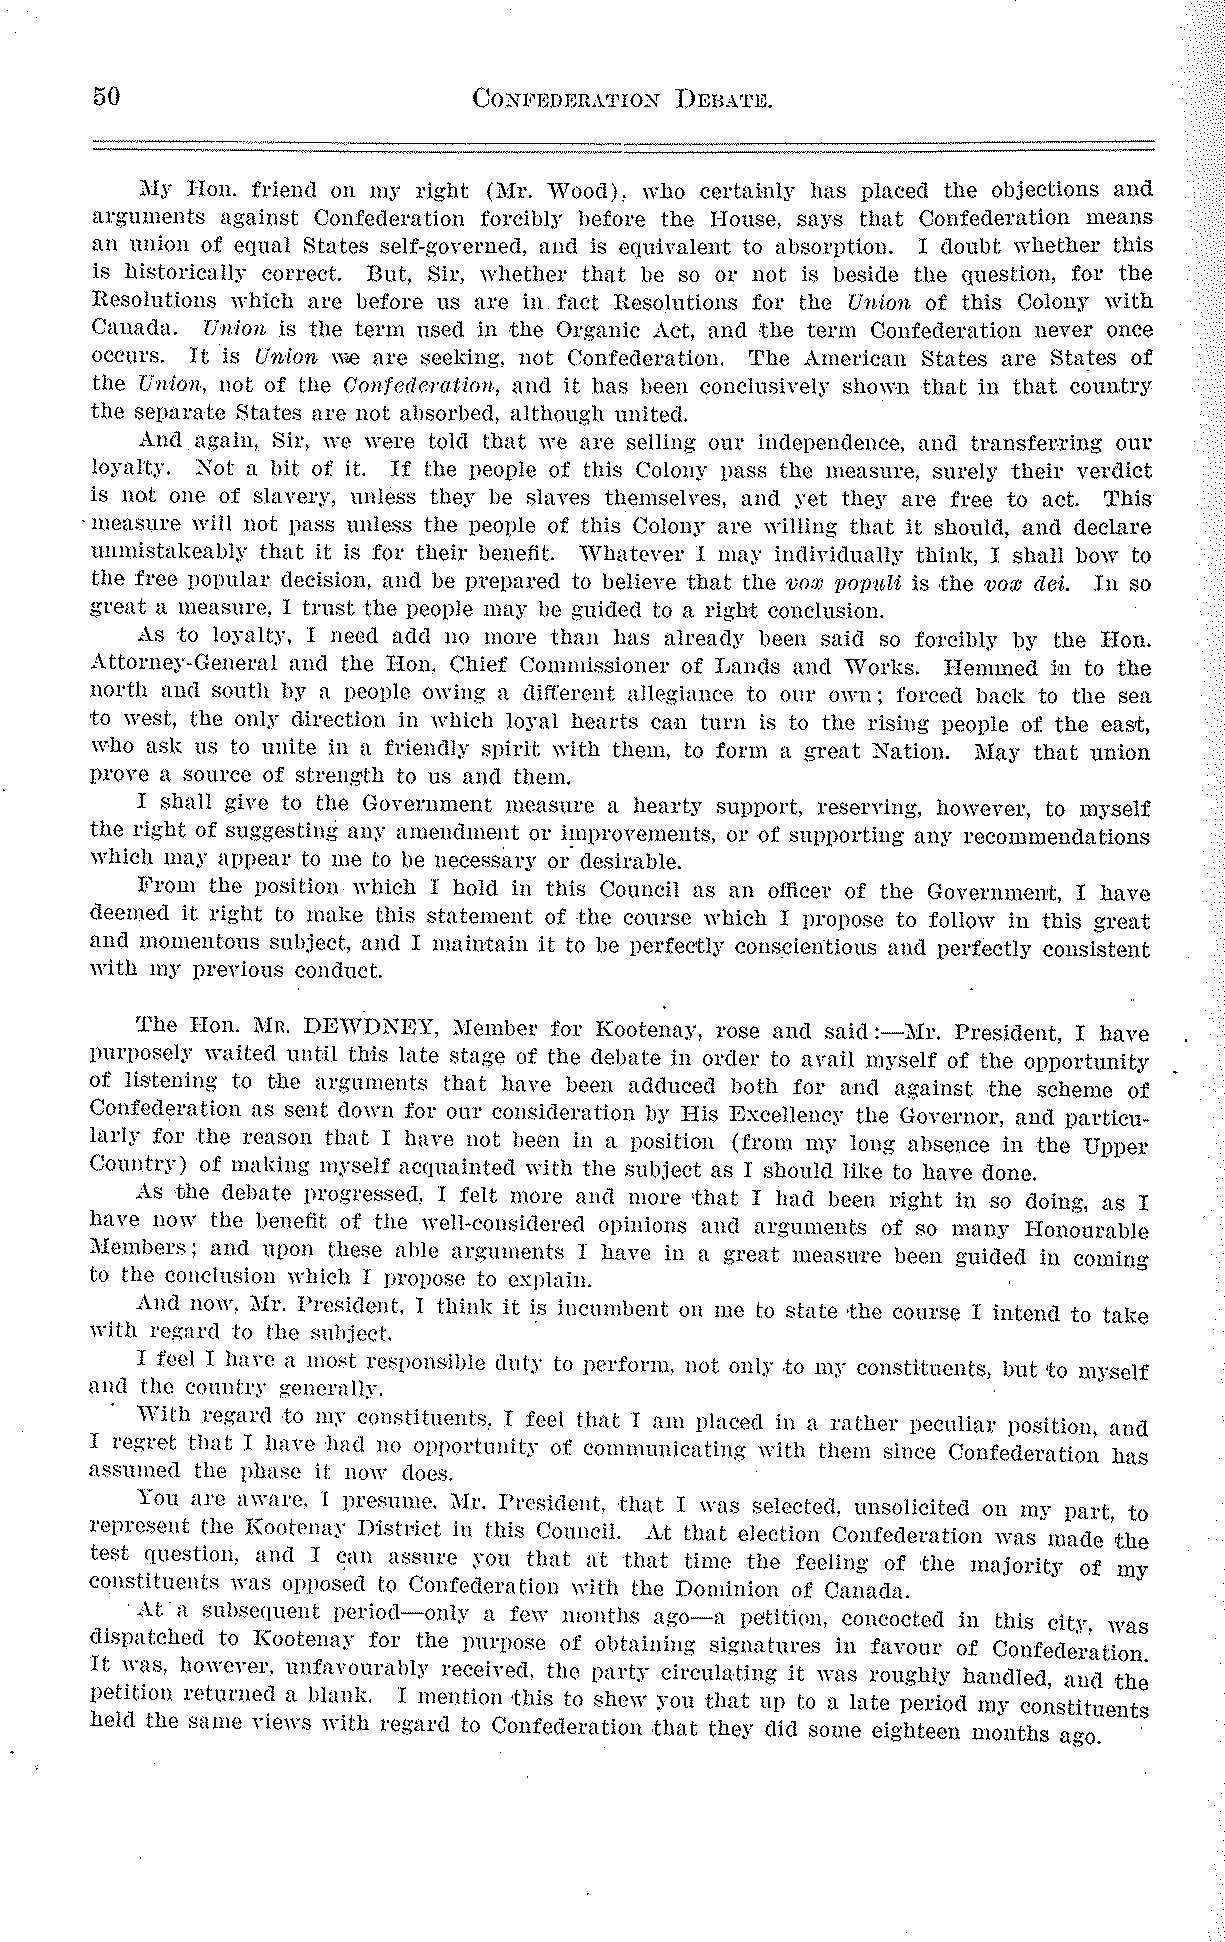 50 CONFEDERATION DEBATE.
My Hon. friend on my right (Mr. Wood), who certainly has placed the objections and
arguments against Confederation forcibly before the House, says that Confederation means
an union of equal States self-governed, and is equivalent to absorption. I doubt whether this
is historically correct. But, Sir, whether that be so or not is beside the question, for the
Resolutions which are before us are in fact Resolutions for the Union of this Colony with
Canada. Union is the term used in the Organic Act, and the term Confederation never once
occurs. It is Union we are seeking, not Confederation. The American States are States of
the Union, not of the Confederation, and it has been conclusively shown that in that country
the separate States are not absorbed, although united.
And again, Sir, we were told that we are selling our independence, and transferring our
loyalty. Not a bit of it. If the people of this Colony pass the measure, surely their verdict
is not one of slavery, unless they be slaves themselves, and yet they are free to act. This
measure will not pass unless the people of this Colony are willing that it should, and declare
unmistakeably that it is for their benefit. Whatever I may individually think, I shall bow to
the free popular decision, and be prepared to believe that the vox populi is the vox dei. In so
great a measure, I trust the people may be guided to a right conclusion.
As to loyalty, I need add no more than has already been said so forcibly by the Hon.
Attorney-General and the Hon. Chief Commissioner of Lands and Works. Hemmed in to the
north and south by a people owing a different allegiance to our own; forced back to the sea
to west, the only direction in which loyal hearts can turn is to the rising people of the east,
who ask us to unite in a friendly spirit with them, to form a great Nation. May that union
prove a source of strength to us and them.
I shall give to the Government measure a hearty support, reserving, however, to myself
the right of suggesting any amendment or improvements, or of supporting any recommendations
which may appear to me to be necessary or desirable.
From the position which I hold in this Council as an officer of the Government, I have
deemed it right to make this statement of the course which I propose to follow in this great
and momentous subject, and I maintain it to be perfectly conscientious and perfectly consistent
with my previous conduct.
The Hon. MR. DEWDNEY, Member for Kootenay, rose and said:—Mr. President, I have
purposely waited until this late stage of the debate in order to avail myself of the opportunity
of listening to the arguments that have been adduced both for and against the scheme of
Confederation as sent down for our consideration by His Excellency the Governor, and particu-
larly for the reason that I have not been in a position (from my long absence in the Upper
Country) of making myself acquainted with the subject as I should like to have done.
As the debate progressed, I felt more and more that I had been right in so doing, as I
have now the benefit of the well-considered opinions and arguments of so many Honourable
Members; and upon these able arguments I have in a great measure been guided in coming
to the conclusion which I propose to explain.
And now, Mr. President, I think it is incumbent on me to state the course I intend to take
with regard to the subject.
I feel I have a most responsible duty to perform, not only to my constituents, but to myself
and the country generally.
With regard to my constituents, I feel that I am placed in a rather peculiar position, and
I regret that I have had no opportunity of communicating with them since Confederation has
assumed the phase it now does.
You are aware, I presume, Mr. President, that I was selected, unsolicited on my part, to
represent the Kootenay District in this Council. At that election Confederation was made the
test question, and I can assure you that at that time the feeling of the majority of my
constituents was opposed to Confederation with the Dominion of Canada.
At a subsequent period—only a few months ago—a petition, concocted in this city, was
dispatched to Kootenay for the purpose of obtaining signatures in favour of Confederation.
It was, however, unfavourably received, the party circulating it was roughly handled, and the
petition returned a blank. I mention this to shew you that up to a late period my constituents
held the same views with regard to Confederation that they did some eighteen months ago.